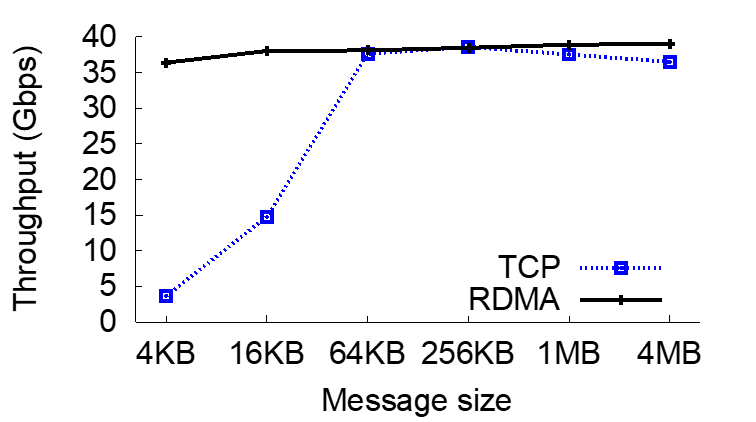 Throughput (Gbps)
40
35
30
25
20
15
10
5
0
TCP
RDMA
4KB 16KB 64KB 256KB 1MB 4MB
Message size